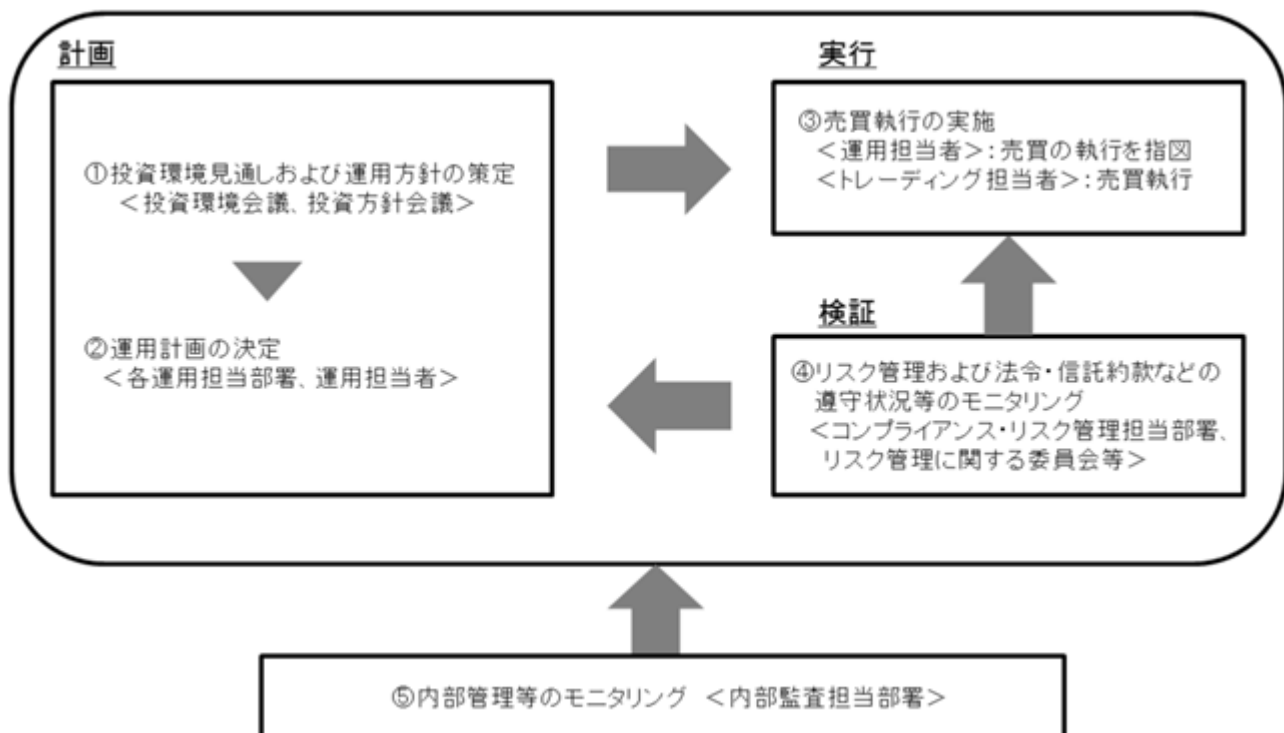 計画
①投資環境見通しおよび運用方針の策定
＜投資環境会議、投資方針会議＞
②運用計画の決定
＜各運用担当部署、運用担当者＞
実行
③売買執行の実施
＜運用担当者＞：売買の執行を指図
＜トレーディング担当者＞：売買執行
検証
④リスク管理および法令・信託約款などの
遵守状況等のモニタリング
＜コンプライアンス・リスク管理担当部署、
リスク管理に関する委員会等＞
⑤内部管理等のモニタリング ＜内部監査担当部署＞